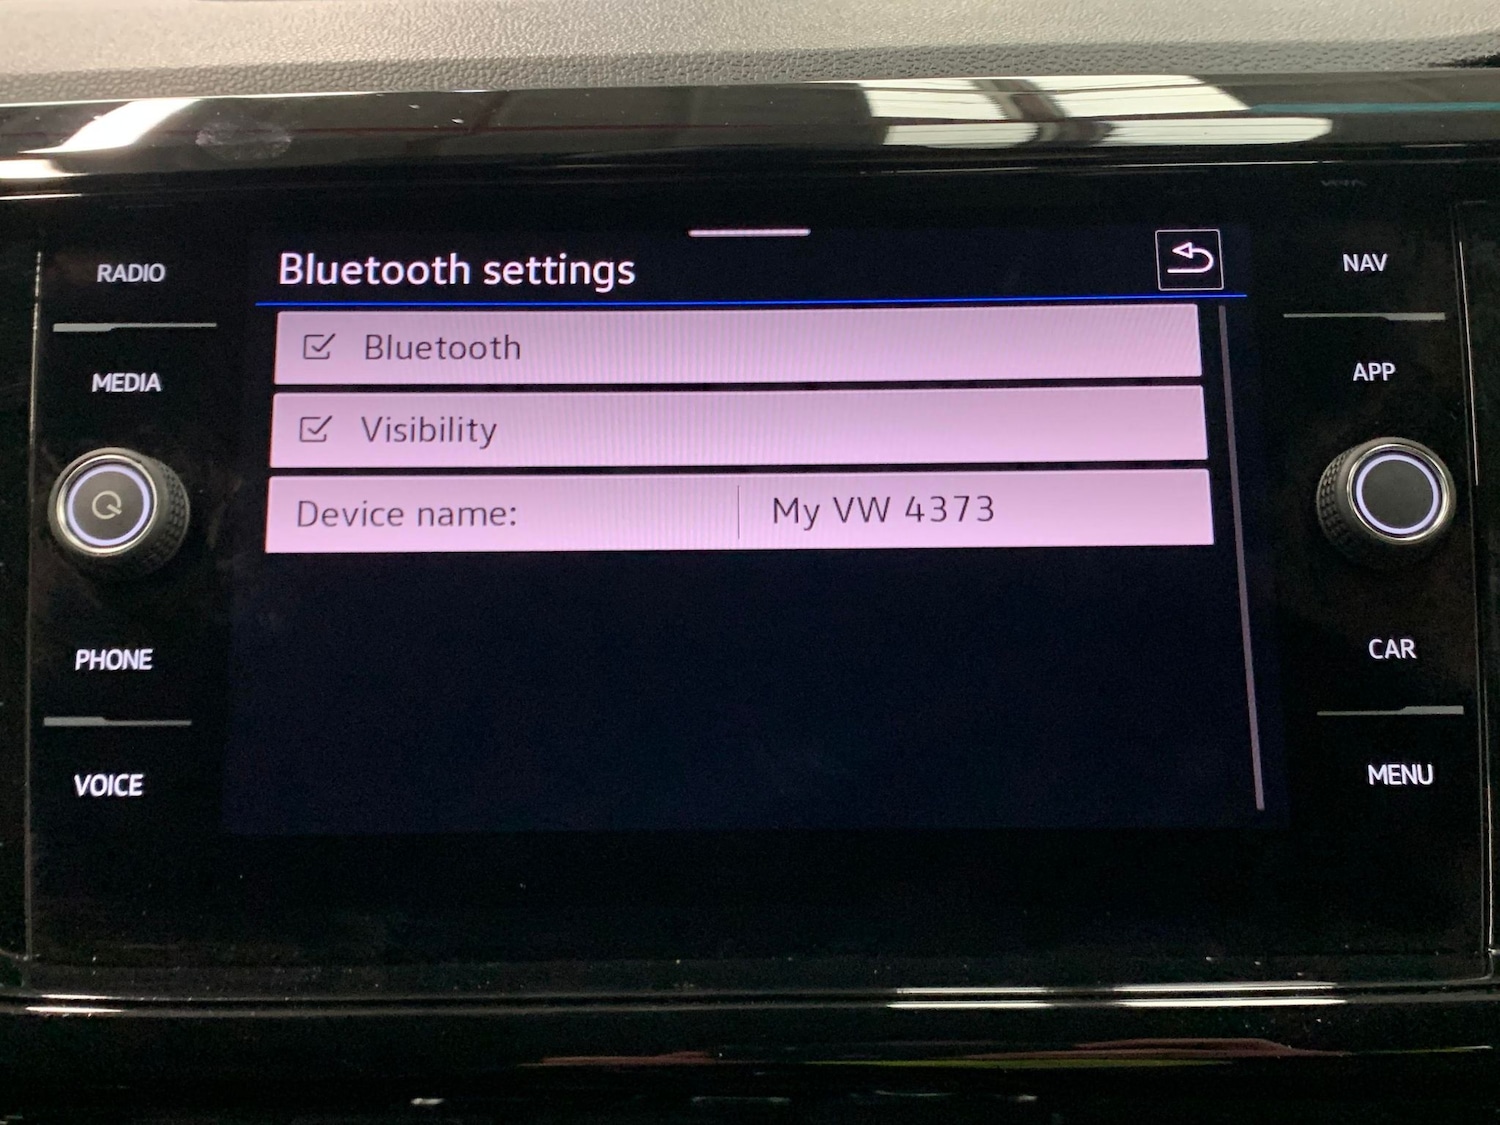 Bluetooth settings
Bluetooth
Visibility
Device name: My VW 4373
RADIO
MEDIA
PHONE
VOICE
NAV
APP
CAR
MENU